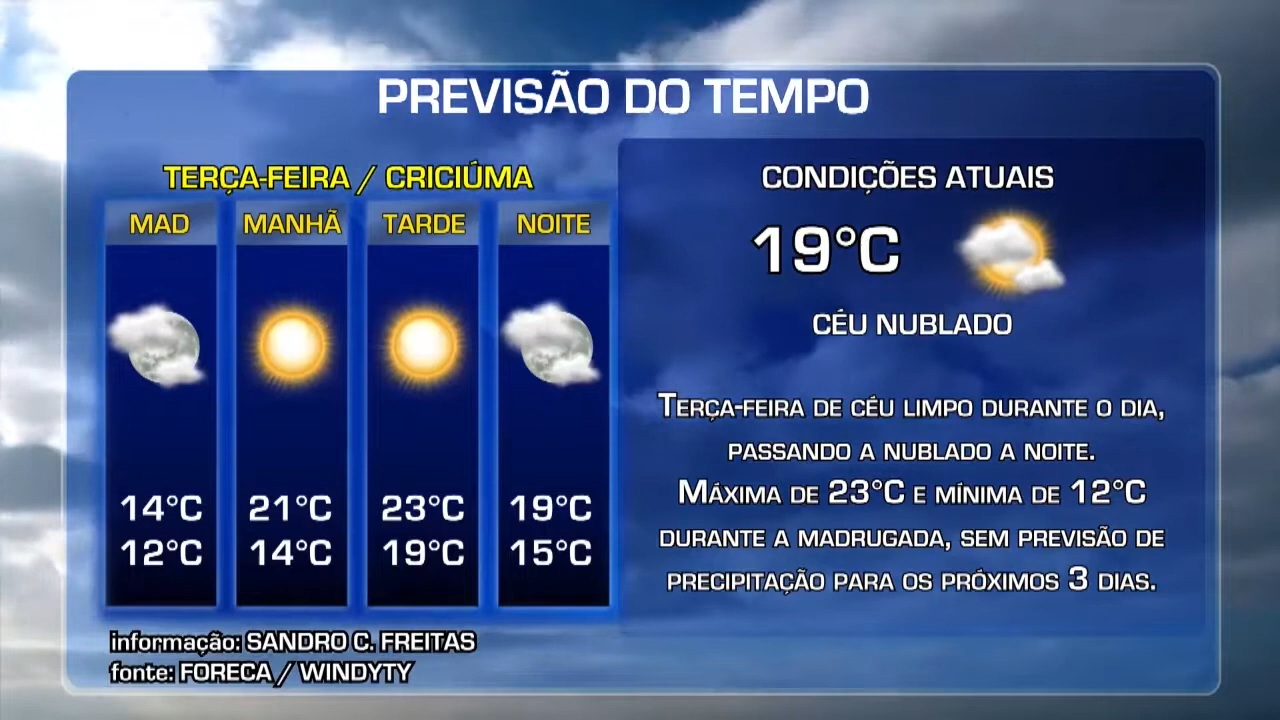 PREVISÃO DO TEMPO
TERÇA-FEIRA / CRICIÚMA
MAD MANHÃ TARDE NOITE
14°C 21°C 23°C 19°C
12°C 14°C 19°C 15°C
informação: SANDRO C. FREITAS
fonte: FORECA / WINDYTY
CONDIÇÕES ATUAIS
19°C
CÉU NUBLADO
TERÇA-FEIRA DE CÉU LIMPO DURANTE O DIA,
PASSANDO A NUBLADO A NOITE.
MÁXIMA DE 23°C E MÍNIMA DE 12°C
DURANTE A MADRUGADA, SEM PREVISÃO DE
PRECIPITAÇÃO PARA OS PRÓXIMOS 3 DIAS.